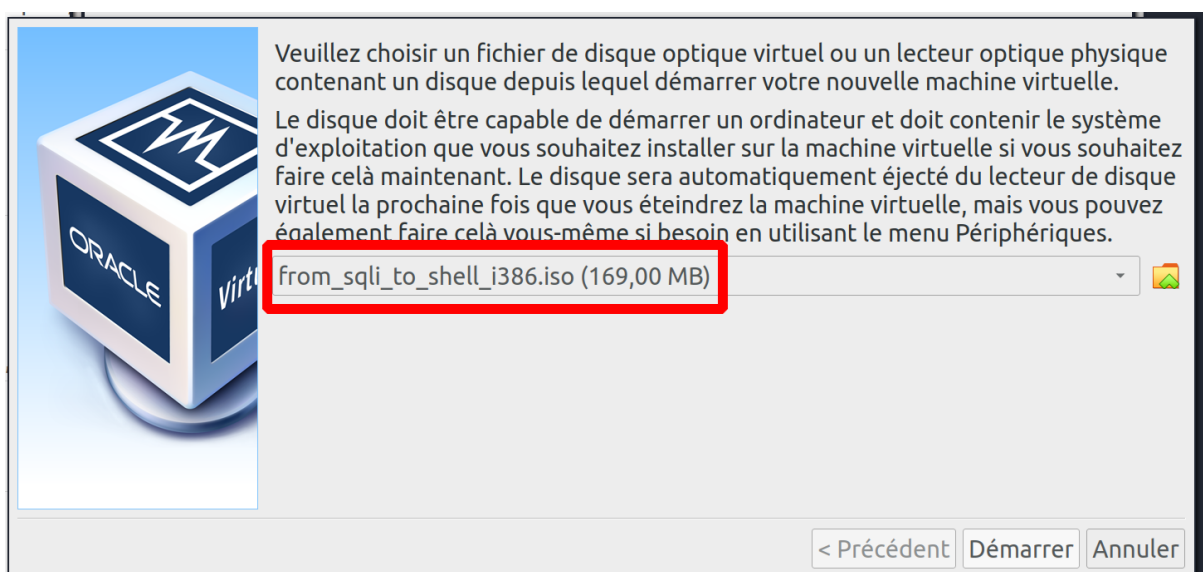 Veuillez choisir un fichier de disque optique virtuel ou un lecteur optique physique
contenant un disque depuis lequel démarrer votre nouvelle machine virtuelle.
Le disque doit être capable de démarrer un ordinateur et doit contenir le système
d'exploitation que vous souhaitez installer sur la machine virtuelle si vous souhaitez
faire celà maintenant. Le disque sera automatiquement éjecté du lecteur de disque
virtuel la prochaine fois que vous éteindrez la machine virtuelle, mais vous pouvez
également faire celà vous-même si besoin en utilisant le menu Périphériques.
ORACLE
Virtu
from_sqli_to_shell_i386.iso (169,00 MB)
< Précédent Démarrer Annuler